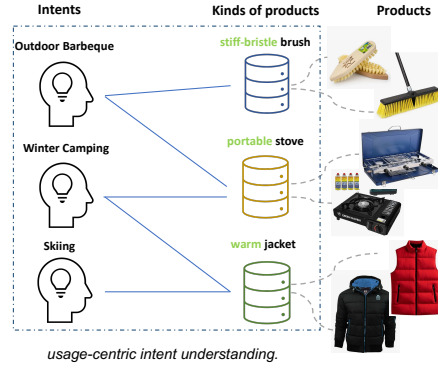 Intents
Kinds of products
Products
Outdoor Barbeque
stiff-bristle brush
Winter Camping
portable stove
Skiing
warm jacket
usage-centric intent understanding.